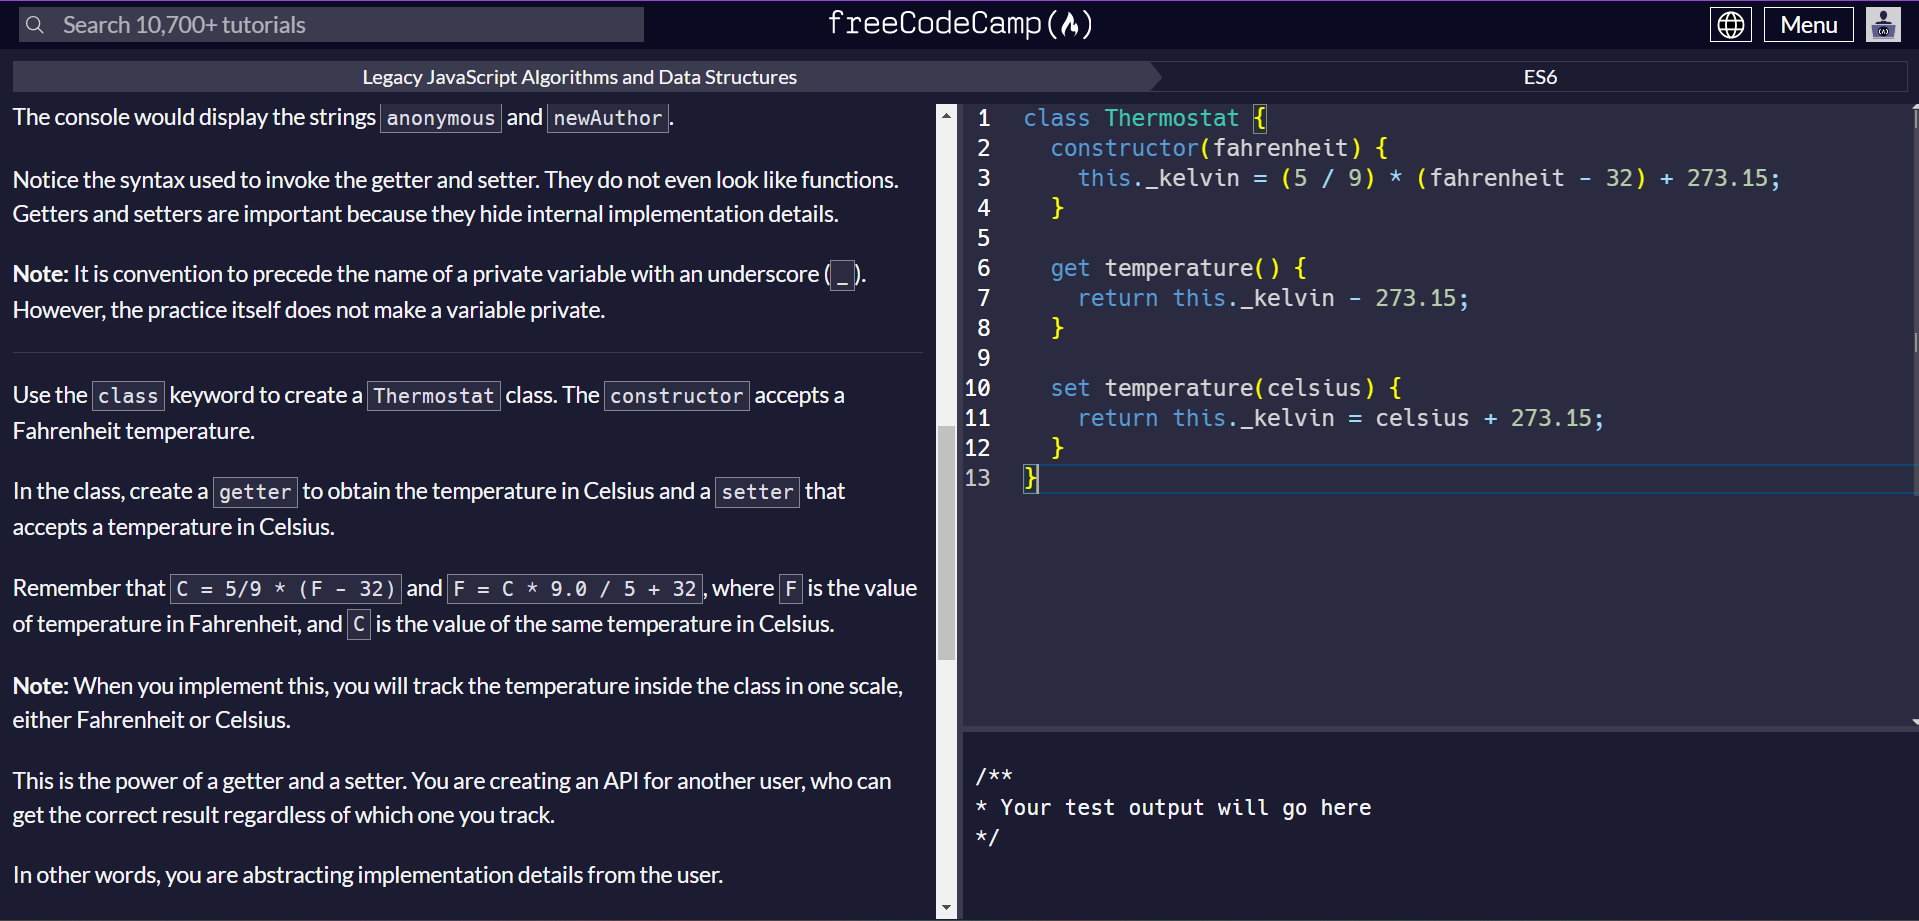 Search 10,700+ tutorials
freeCodeCamp(🔥)
Menu
Legacy JavaScript Algorithms and Data Structures
ES6
The console would display the strings anonymous and newAuthor.
Notice the syntax used to invoke the getter and setter. They do not even look like functions.
Getters and setters are important because they hide internal implementation details.
Note: It is convention to precede the name of a private variable with an underscore (_).
However, the practice itself does not make a variable private.
Use the class keyword to create a Thermostat class. The constructor accepts a
Fahrenheit temperature.
In the class, create a getter to obtain the temperature in Celsius and a setter that
accepts a temperature in Celsius.
Remember that C = 5/9 * (F - 32) and F = C * 9.0 / 5 + 32, where F is the value
of temperature in Fahrenheit, and C is the value of the same temperature in Celsius.
Note: When you implement this, you will track the temperature inside the class in one scale,
either Fahrenheit or Celsius.
This is the power of a getter and a setter. You are creating an API for another user, who can
get the correct result regardless of which one you track.
In other words, you are abstracting implementation details from the user.
1 class Thermostat {
2   constructor(fahrenheit) {
3     this._kelvin = (5 / 9) * (fahrenheit - 32) + 273.15;
4   }
5
6   get temperature() {
7     return this._kelvin - 273.15;
8   }
9
10   set temperature(celsius) {
11     return this._kelvin = celsius + 273.15;
12   }
13 }
/**
* Your test output will go here
*/